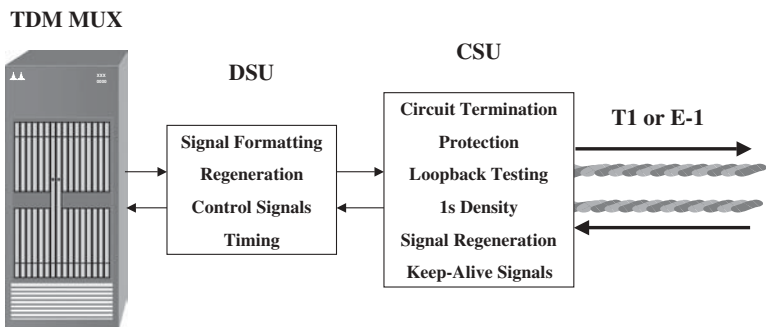 TDM MUX
DSU
CSU
T1 or E-1
XXX
Signal Formatting
Regeneration
Control Signals
Timing
Circuit Termination
Protection
Loopback Testing
1s Density
Signal Regeneration
Keep-Alive Signals